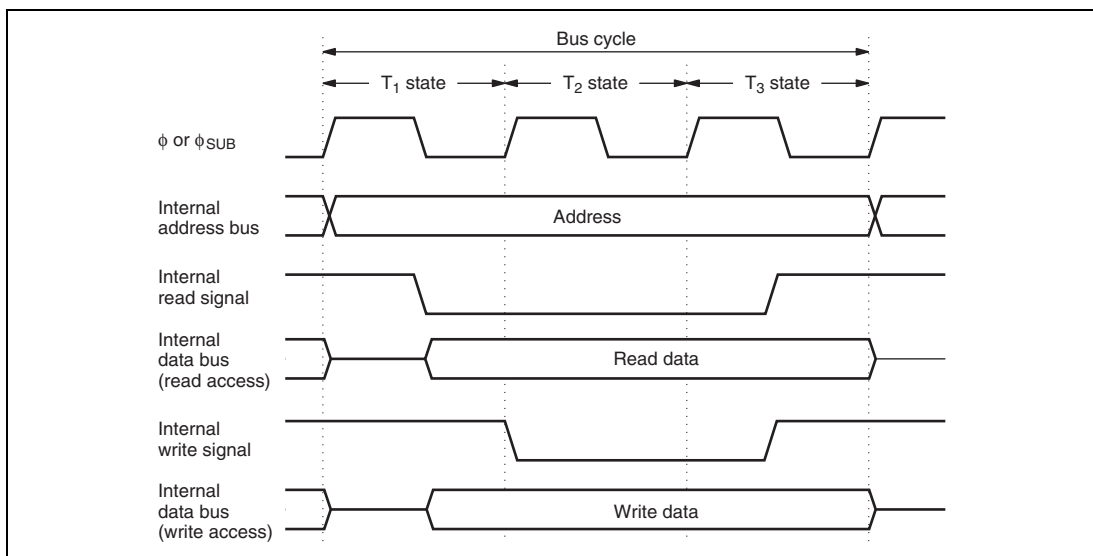 Bus cycle
T₁ state
T₂ state
T₃ state
ϕ or ϕSUB
Internal
address bus
Address
Internal
read signal
Internal
data bus
(read access)
Read data
Internal
write signal
Internal
data bus
(write access)
Write data